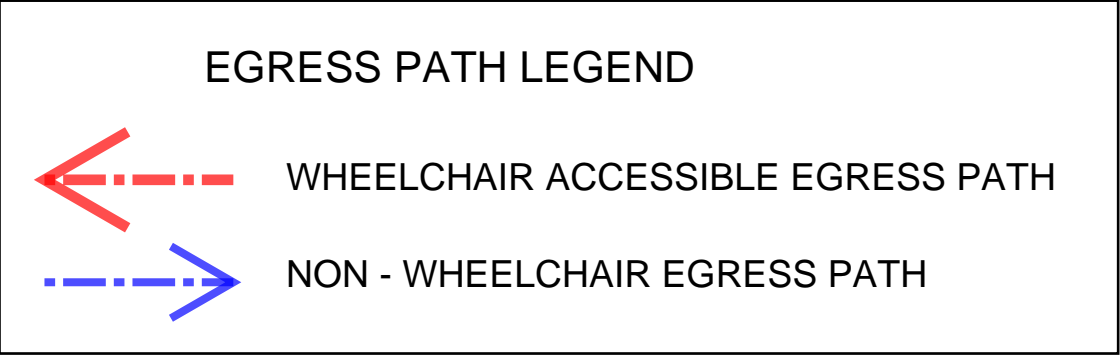 EGRESS PATH LEGEND
WHEELCHAIR ACCESSIBLE EGRESS PATH
NON - WHEELCHAIR EGRESS PATH